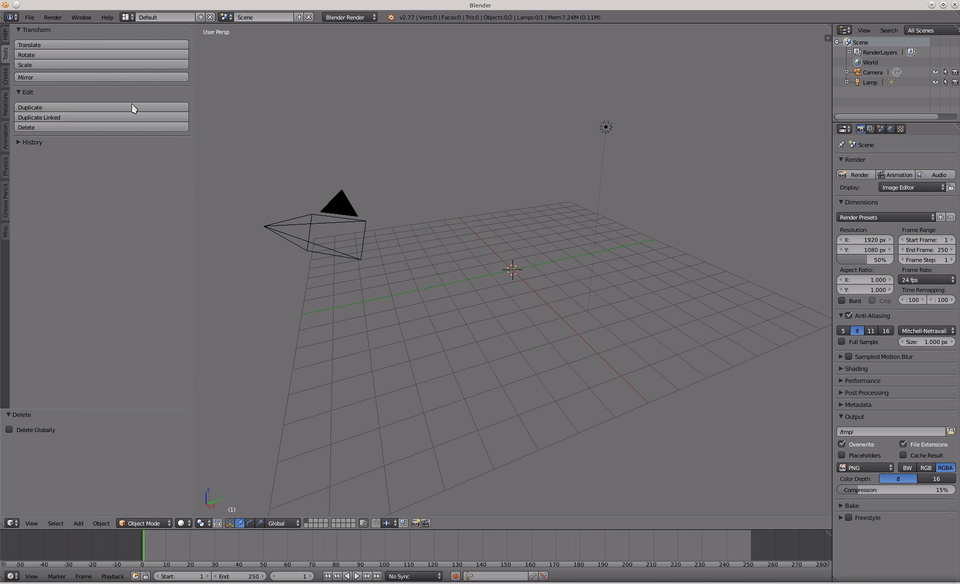 Blender
File Render Window Help Default Scene Blender Render v2.77 | Verts:0 | Faces:0 | Tris:0 | Objects:0/2 | Lamps:0/1 | Mem:7.24M (0.11M)
Transform
Translate
Rotate
Scale
Mirror
Edit
Duplicate
Duplicate Linked
Delete
History
Tools
Create
Relations
Animation
Physics
Grease Pencil
Misc
Delete
Delete Globally
User Persp
(1)
View Select Add Object Object Mode Global
-50 -40 -30 -20 -10 0 10 20 30 40 50 60 70 80 90 100 110 120 130 140 150 160 170 180 190 200 210 220 230 240 250 260 270 280
View Marker Frame Playback Start: 1 End: 250 1 No Sync
View Search All Scenes
Scene
RenderLayers
World
Camera
Lamp
Scene
Render
Render Animation Audio
Display: Image Editor
Dimensions
Render Presets
Resolution: Frame Range:
X: 1920 px Start Frame: 1
Y: 1080 px End Frame: 250
50% Frame Step: 1
Aspect Ratio: Frame Rate:
X: 1.000 24 fps
Y: 1.000 Time Remapping:
Bord Crop :100 :100
Anti-Aliasing
5 8 11 16 Mitchell-Netravali
Full Sample Size: 1.000 px
Sampled Motion Blur
Shading
Performance
Post Processing
Metadata
Output
/tmp/
Overwrite File Extensions
Placeholders Cache Result
PNG BW RGB RGBA
Color Depth: 8 16
Compression: 15%
Bake
Freestyle